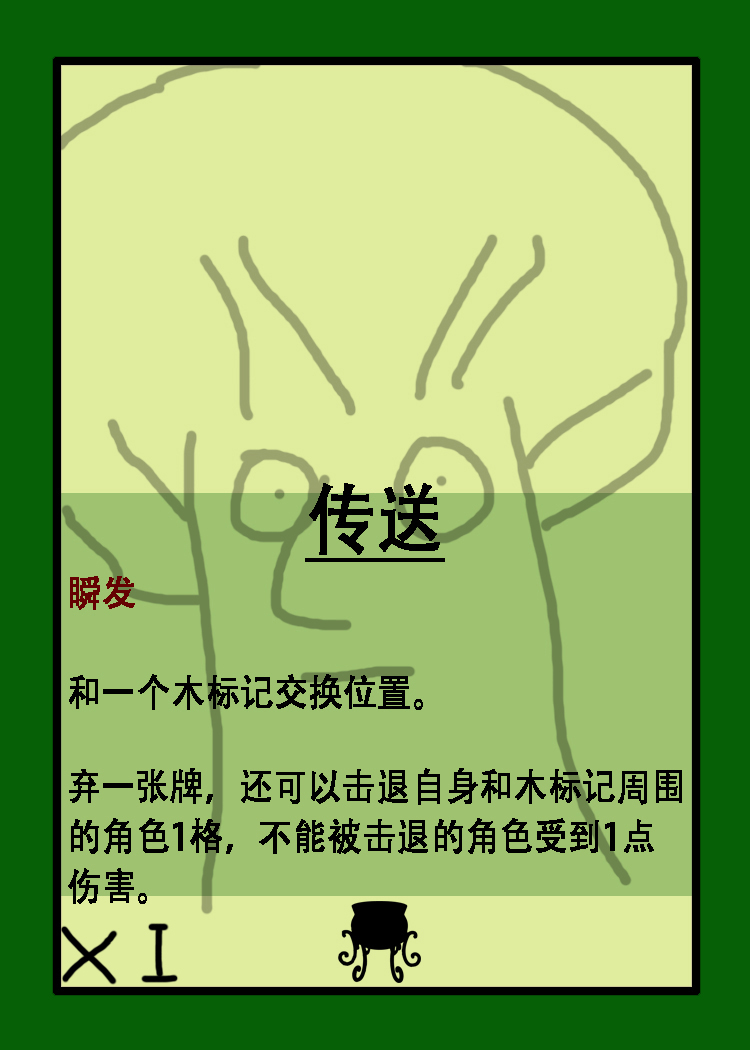 传送
瞬发
和一个木标记交换位置。
弃一张牌，还可以击退自身和木标记周围
的角色1格，不能被击退的角色受到1点
伤害。
XI